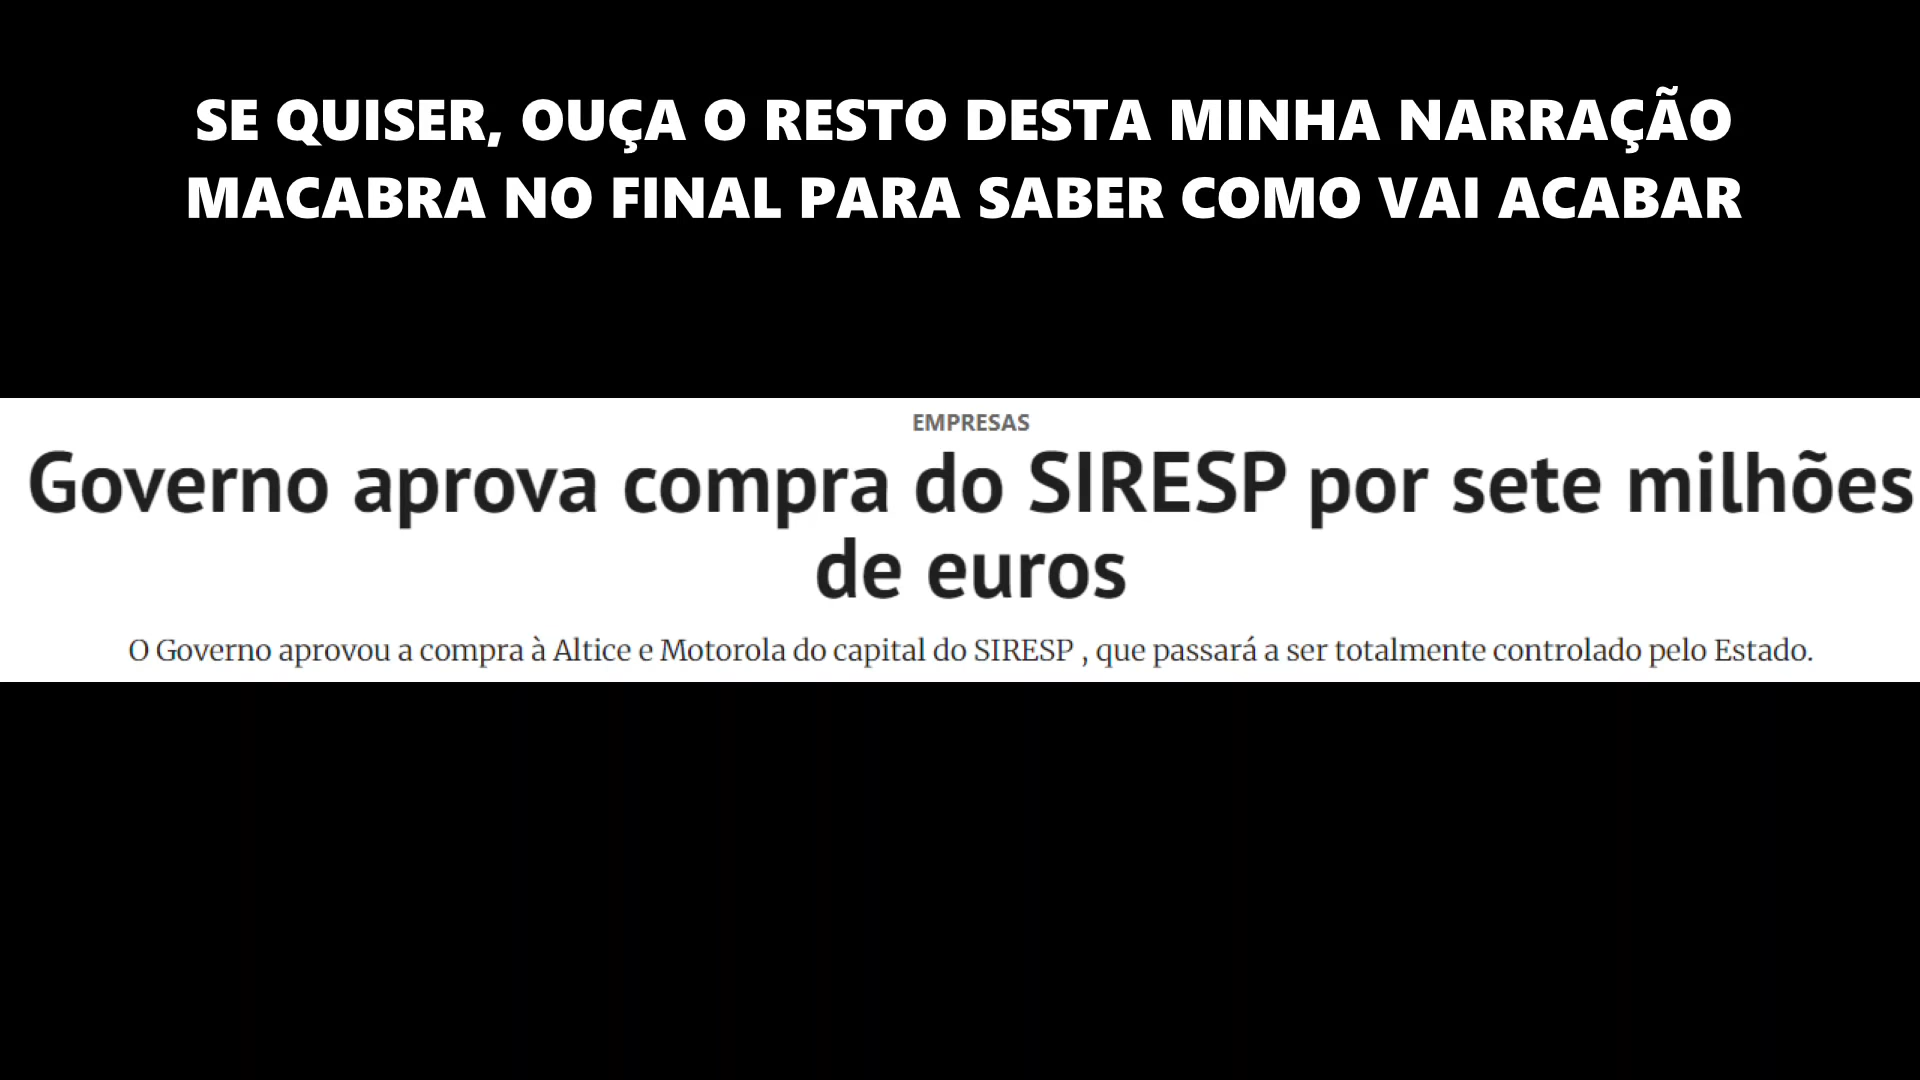 SE QUISER, OUÇA O RESTO DESTA MINHA NARRAÇÃO
MACABRA NO FINAL PARA SABER COMO VAI ACABAR
EMPRESAS
Governo aprova compra do SIRESP por sete milhões
de euros
O Governo aprovou a compra à Altice e Motorola do capital do SIRESP , que passará a ser totalmente controlado pelo Estado.